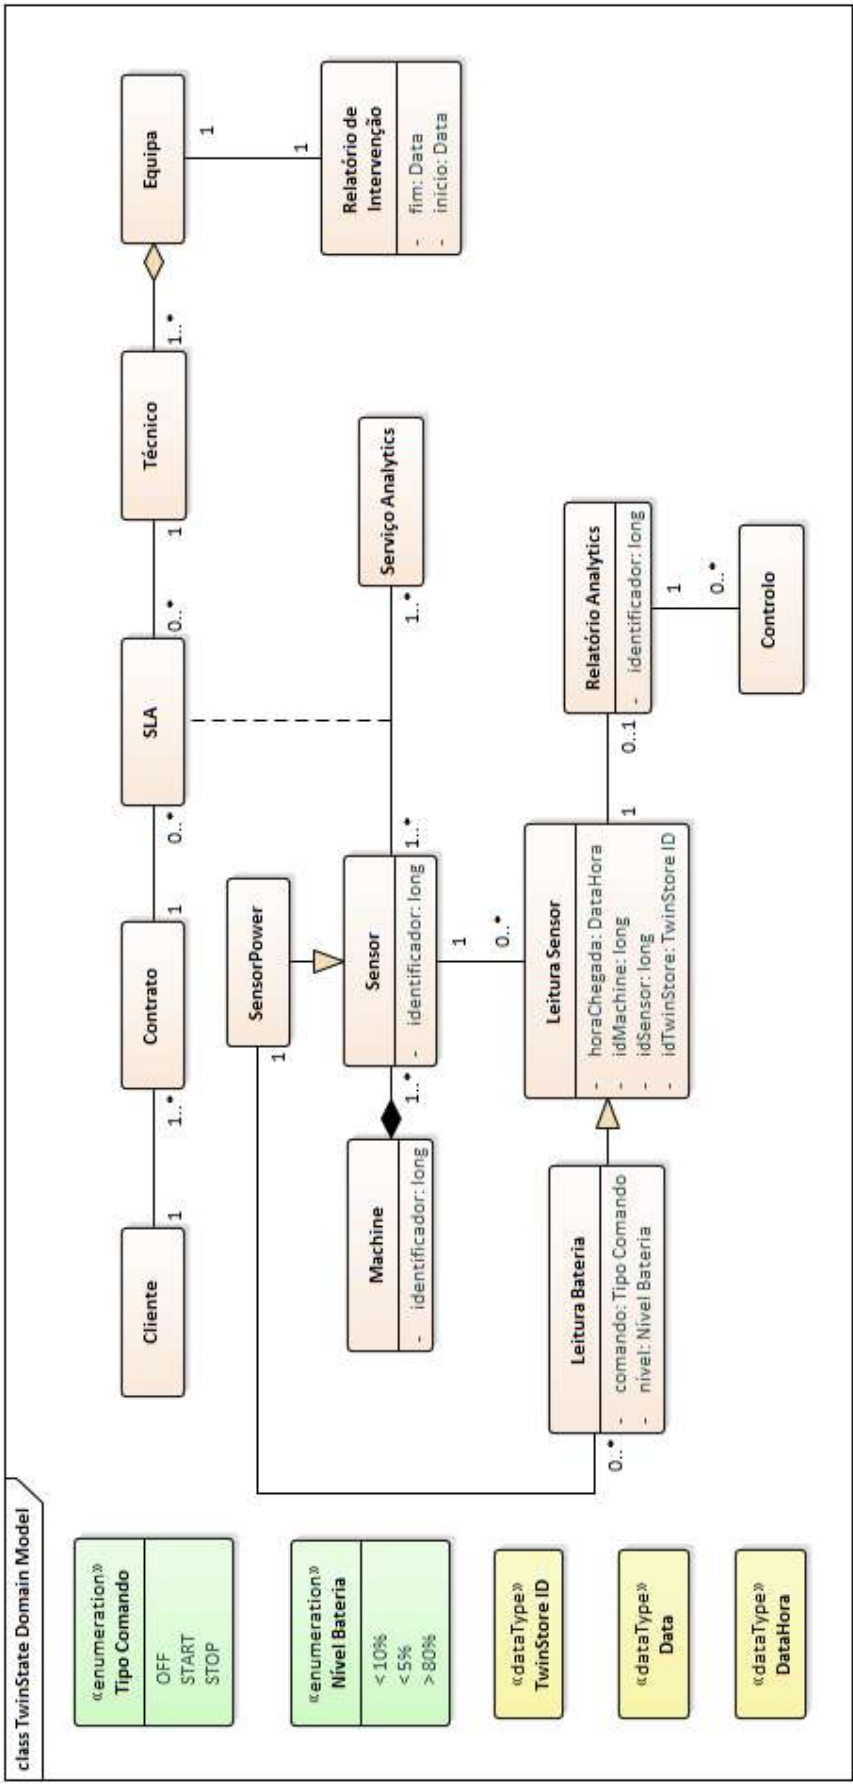 class TwinState Domain Model
«enumeration»
Tipo Comando
OFF
START
STOP
«enumeration»
Nível Bateria
< 10%
< 5%
> 80%
«dataType»
TwinStore ID
«dataType»
Data
«dataType»
DataHora
Cliente
1
1..*
Contrato
1
0..*
SLA
0..*
1
Técnico
1..*
Equipa
1
1
Relatório de
Intervenção
- fim: Data
- inicio: Data
SensorPower
1
Machine
- identificador: long
1..*
Sensor
- identificador: long
1..*
1..*
Serviço Analytics
1
0..*
Leitura Bateria
- comando: Tipo Comando
- nível: Nível Bateria
0..*
Leitura Sensor
- horaChegada: DataHora
- idMachine: long
- idSensor: long
- idTwinStore: TwinStore ID
1
0..1
Relatório Analytics
- identificador: long
1
0..*
Controlo